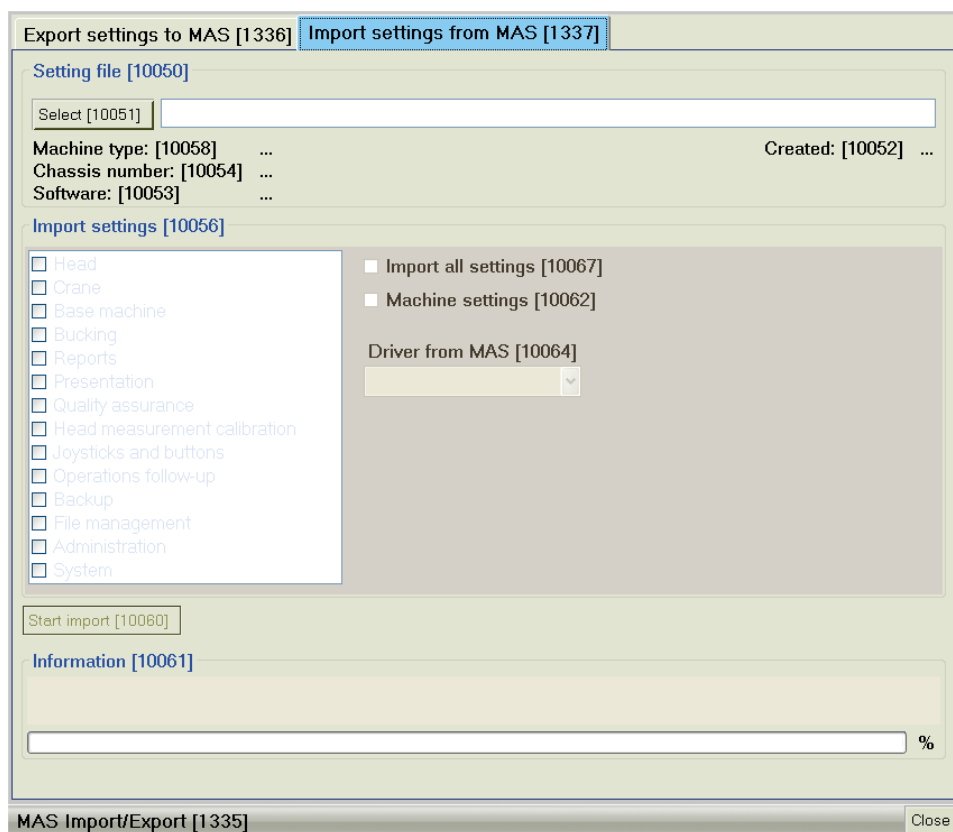 Export settings to MAS [1336] Import settings from MAS [1337]
Setting file [10050]
Select [10051]
Machine type: [10058] ... Created: [10052] ...
Chassis number: [10054] ...
Software: [10053] ...
Import settings [10056]
Head
Crane
Base machine
Bucking
Reports
Presentation
Quality assurance
Head measurement calibration
Joysticks and buttons
Operations follow-up
Backup
File management
Administration
System
Import all settings [10067]
Machine settings [10062]
Driver from MAS [10064]
Start import [10060]
Information [10061]
%
MAS Import/Export [1335] Close